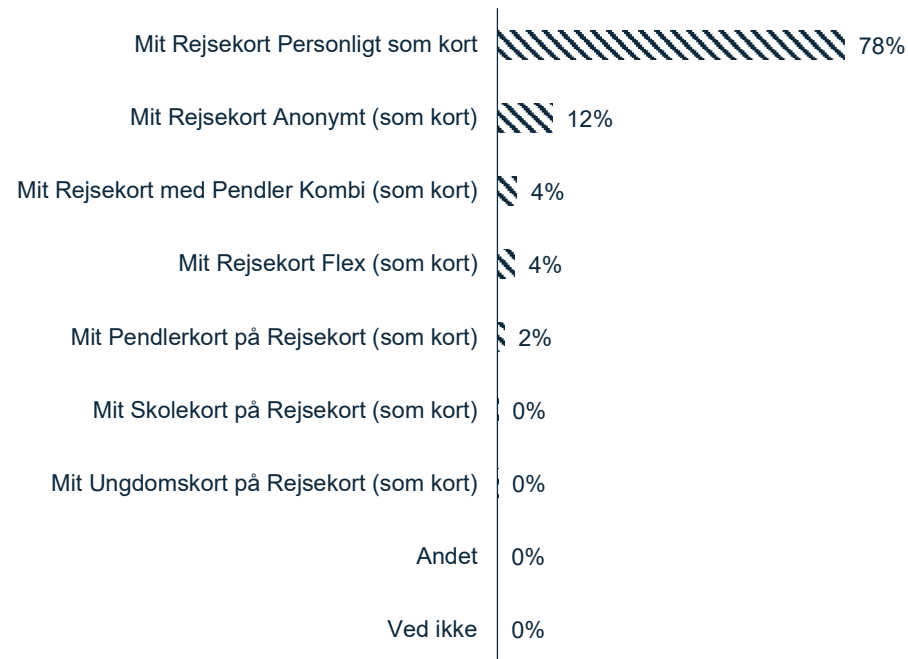 Mit Rejsekort Personligt som kort 78%
Mit Rejsekort Anonymt (som kort) 12%
Mit Rejsekort med Pendler Kombi (som kort) 4%
Mit Rejsekort Flex (som kort) 4%
Mit Pendlerkort på Rejsekort (som kort) 2%
Mit Skolekort på Rejsekort (som kort) 0%
Mit Ungdomskort på Rejsekort (som kort) 0%
Andet 0%
Ved ikke 0%